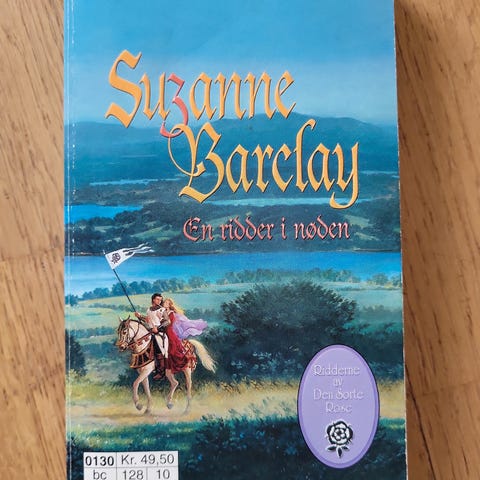 Suzanne
Barclay
En ridder i nøden
Ridderne
av
Den Sorte
Rose
0130 Kr. 49,50
bc 128 10